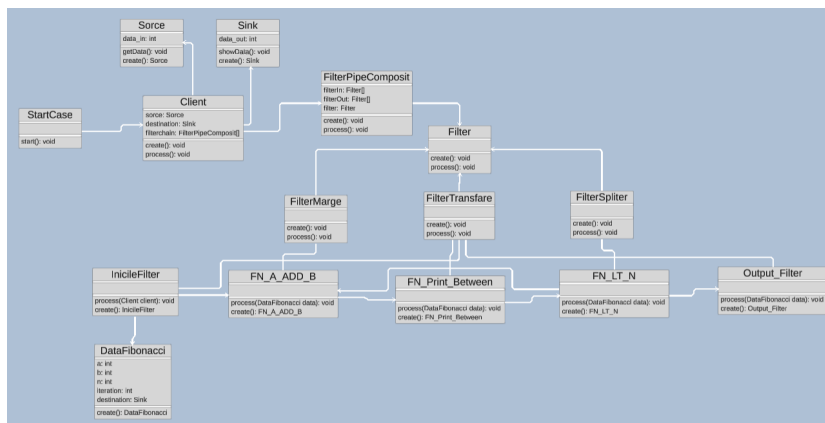 Sorce
data_in: int
getData(): void
create(): Sorce
Sink
data_out: int
showData(): void
create(): Sink
FilterPipeComposit
filterIn: Filter[]
filterOut: Filter[]
filter: Filter
create(): void
process(): void
Client
sorce: Sorce
destination: Sink
filterchain: FilterPipeComposit[]
create(): void
process(): void
StartCase
start(): void
Filter
create(): void
process(): void
FilterMarge
create(): void
process(): void
FilterTransfare
create(): void
process(): void
FilterSpliter
create(): void
process(): void
InicileFilter
process(Client client): void
create(): InicileFilter
FN_A_ADD_B
process(DataFibonacci data): void
create(): FN_A_ADD_B
FN_Print_Between
process(DataFibonacci data): void
create(): FN_Print_Between
FN_LT_N
process(DataFibonacci data): void
create(): FN_LT_N
Output_Filter
process(DataFibonacci data): void
create(): Output_Filter
DataFibonacci
a: int
b: int
n: int
iteration: int
destination: Sink
create(): DataFibonacci